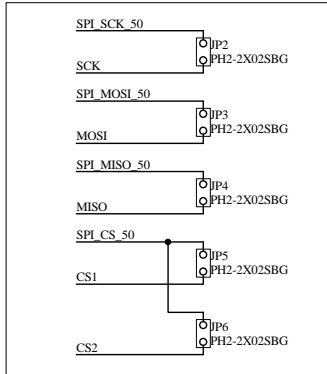 SPI_SCK_50
JP2
PH2-2X02SBG
SCK
SPI_MOSI_50
JP3
PH2-2X02SBG
MOSI
SPI_MISO_50
JP4
PH2-2X02SBG
MISO
SPI_CS_50
JP5
PH2-2X02SBG
CS1
JP6
PH2-2X02SBG
CS2